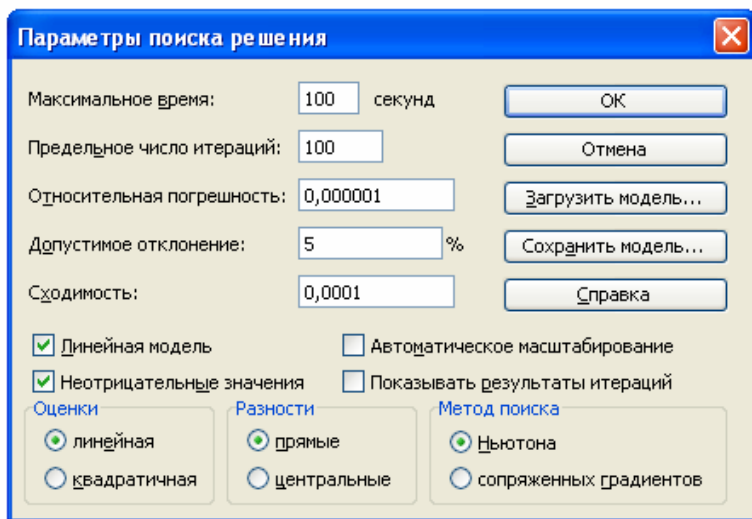 Параметры поиска решения
Максимальное время: 100 секунд ОК
Предельное число итераций: 100 Отмена
Относительная погрешность: 0,000001 Загрузить модель...
Допустимое отклонение: 5 % Сохранить модель...
Сходимость: 0,0001 Справка
Линейная модель Автоматическое масштабирование
Неотрицательные значения Показывать результаты итераций
Оценки Разности Метод поиска
линейная прямые Ньютона
квадратичная центральные сопряженных градиентов